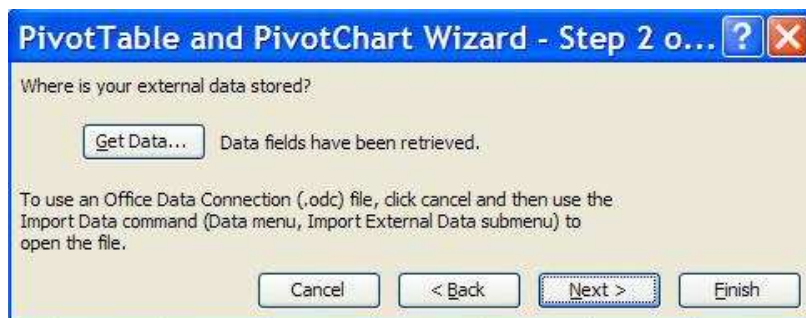 PivotTable and PivotChart Wizard - Step 2 o...
Where is your external data stored?
Get Data... Data fields have been retrieved.
To use an Office Data Connection (.odc) file, click cancel and then use the
Import Data command (Data menu, Import External Data submenu) to
open the file.
Cancel < Back Next > Finish